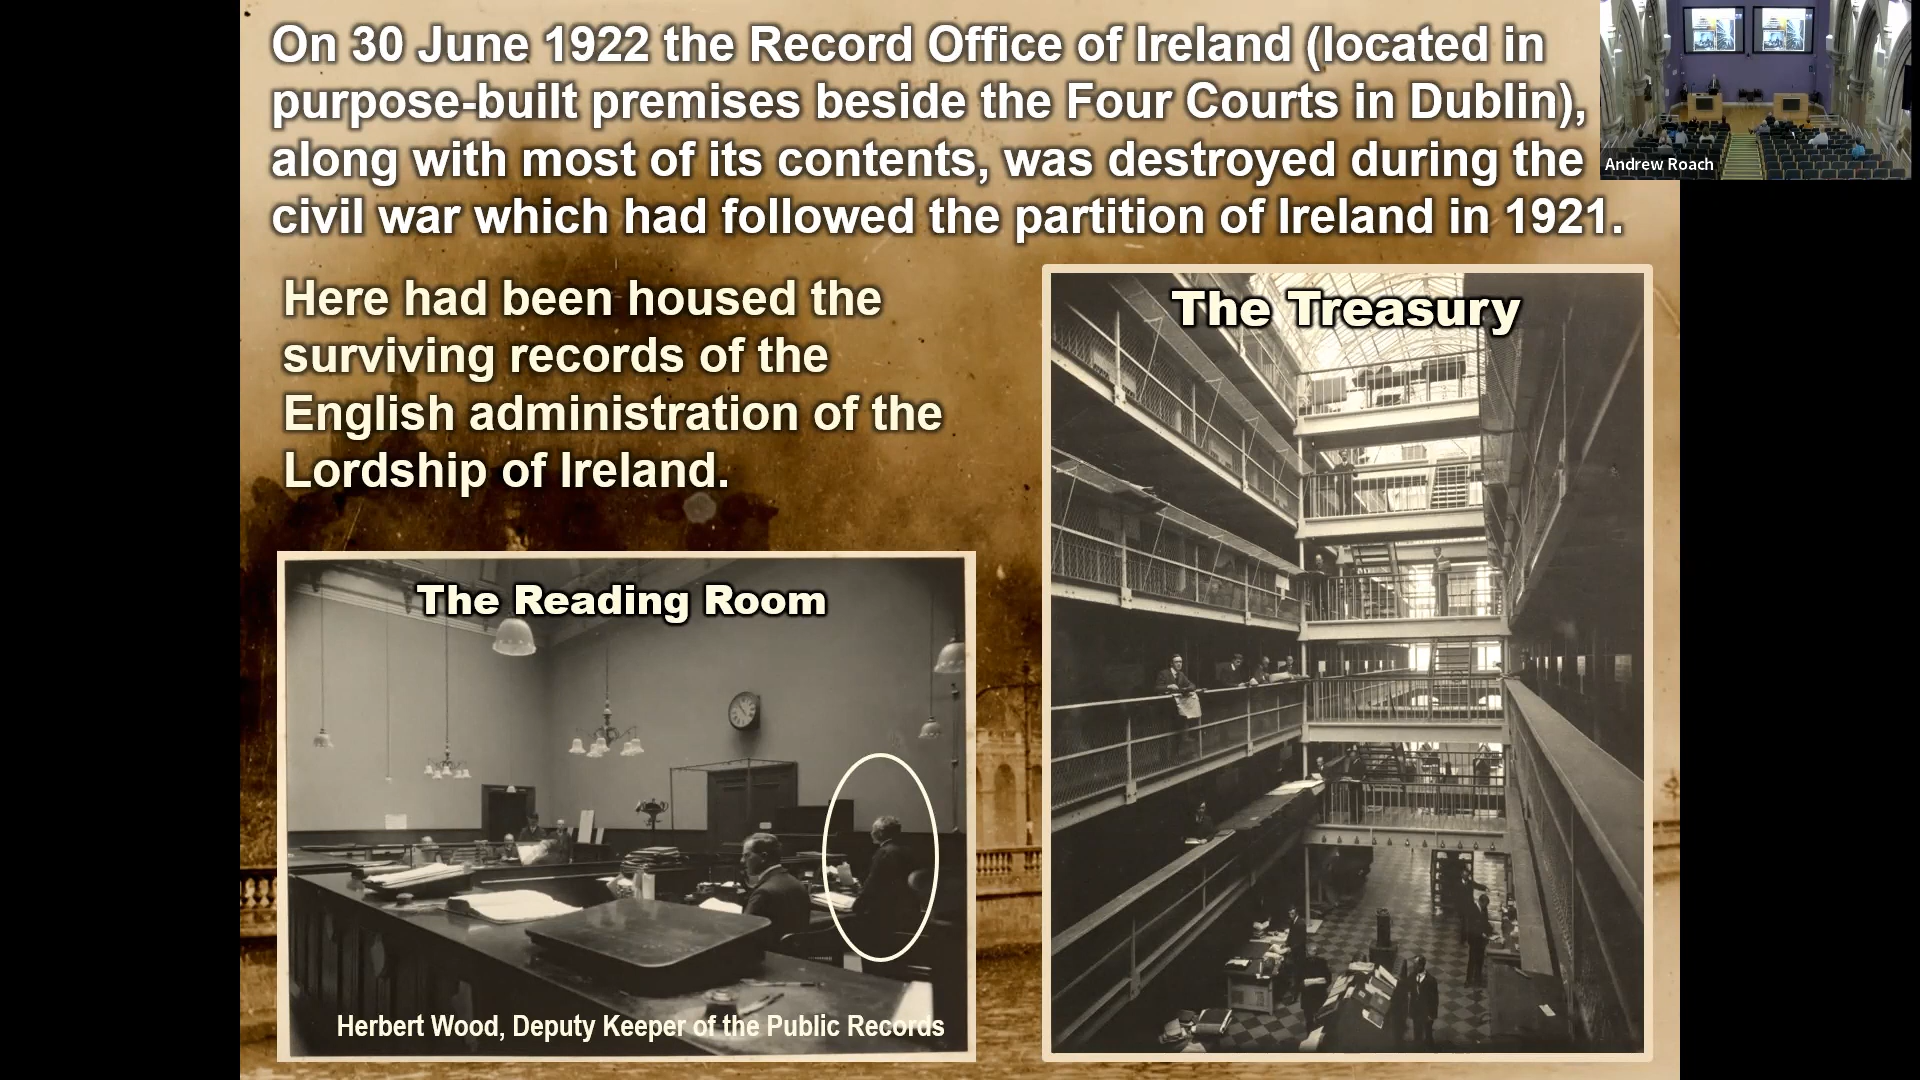 On 30 June 1922 the Record Office of Ireland (located in
purpose-built premises beside the Four Courts in Dublin),
along with most of its contents, was destroyed during the
civil war which had followed the partition of Ireland in 1921.
Andrew Roach
Here had been housed the
surviving records of the
English administration of the
Lordship of Ireland.
The Treasury
The Reading Room
Herbert Wood, Deputy Keeper of the Public Records